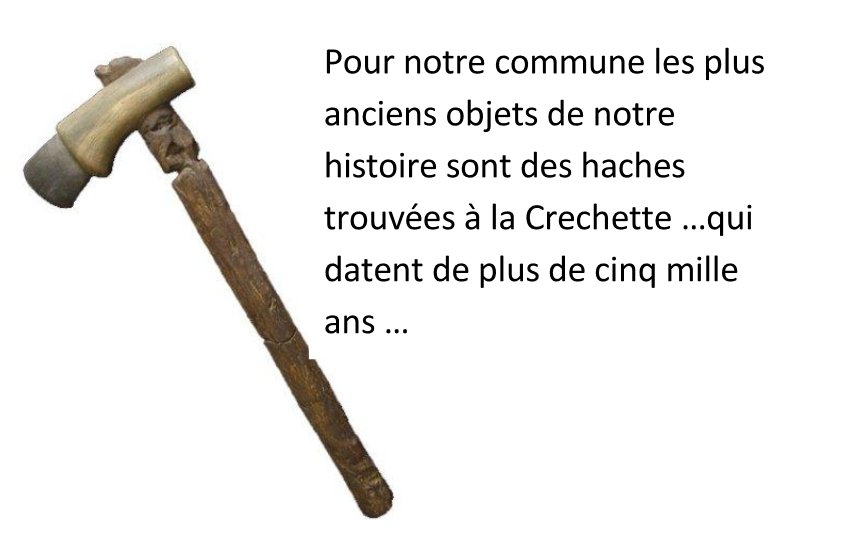 Pour notre commune les plus
anciens objets de notre
histoire sont des haches
trouvées à la Crechette …qui
datent de plus de cinq mille
ans …